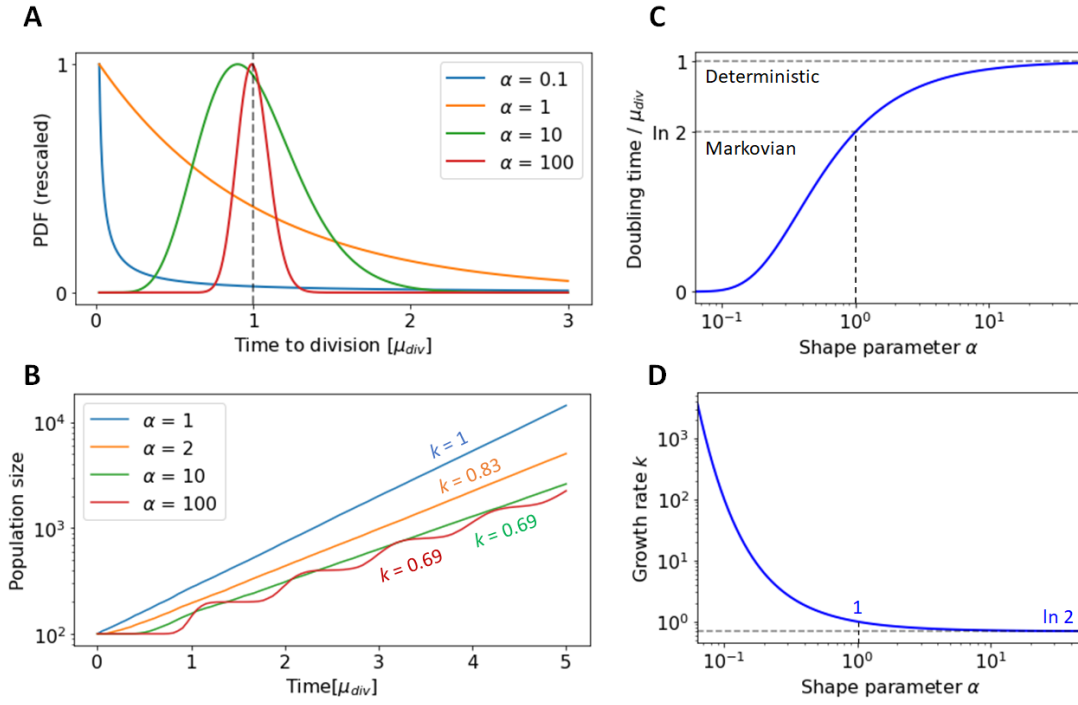 A
PDF (rescaled)
1
0
α = 0.1
α = 1
α = 10
α = 100
0
1
2
3
Time to division [μ_div]
B
Population size
10⁴
10³
10²
α = 1
α = 2
α = 10
α = 100
k = 1
k = 0.83
k = 0.69
k = 0.69
0
1
2
3
4
5
Time[μ_div]
C
Doubling time / μ_div
1
ln 2
0
Deterministic
Markovian
10⁻¹
10⁰
10¹
Shape parameter α
D
Growth rate k
10³
10²
10¹
10⁰
1
ln 2
10⁻¹
10⁰
10¹
Shape parameter α